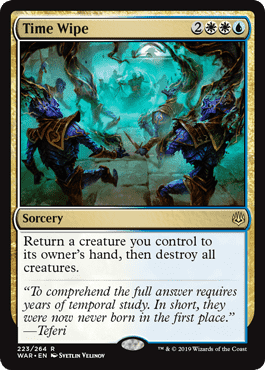 Time Wipe 2
Sorcery
Return a creature you control to
its owner's hand, then destroy all
creatures.
“To comprehend the full answer requires
years of temporal study. In short, they
were now never born in the first place.”
—Teferi
223/264 R
WAR • EN SVETLIN VELINOV ™ & © 2019 Wizards of the Coast